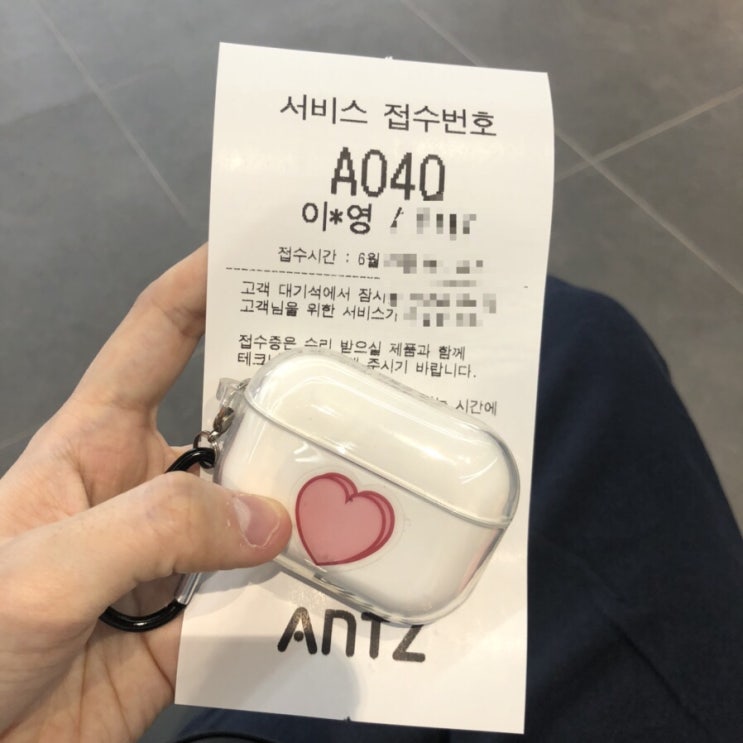 서비스 접수번호
A040
이*영 /
접수시간 : 6월
고객 대기석에서 잠시
고객님을 위한 서비스가
접수증은 수리 받으실 제품과 함께
주시기 바랍니다.
시간에
ANTZ